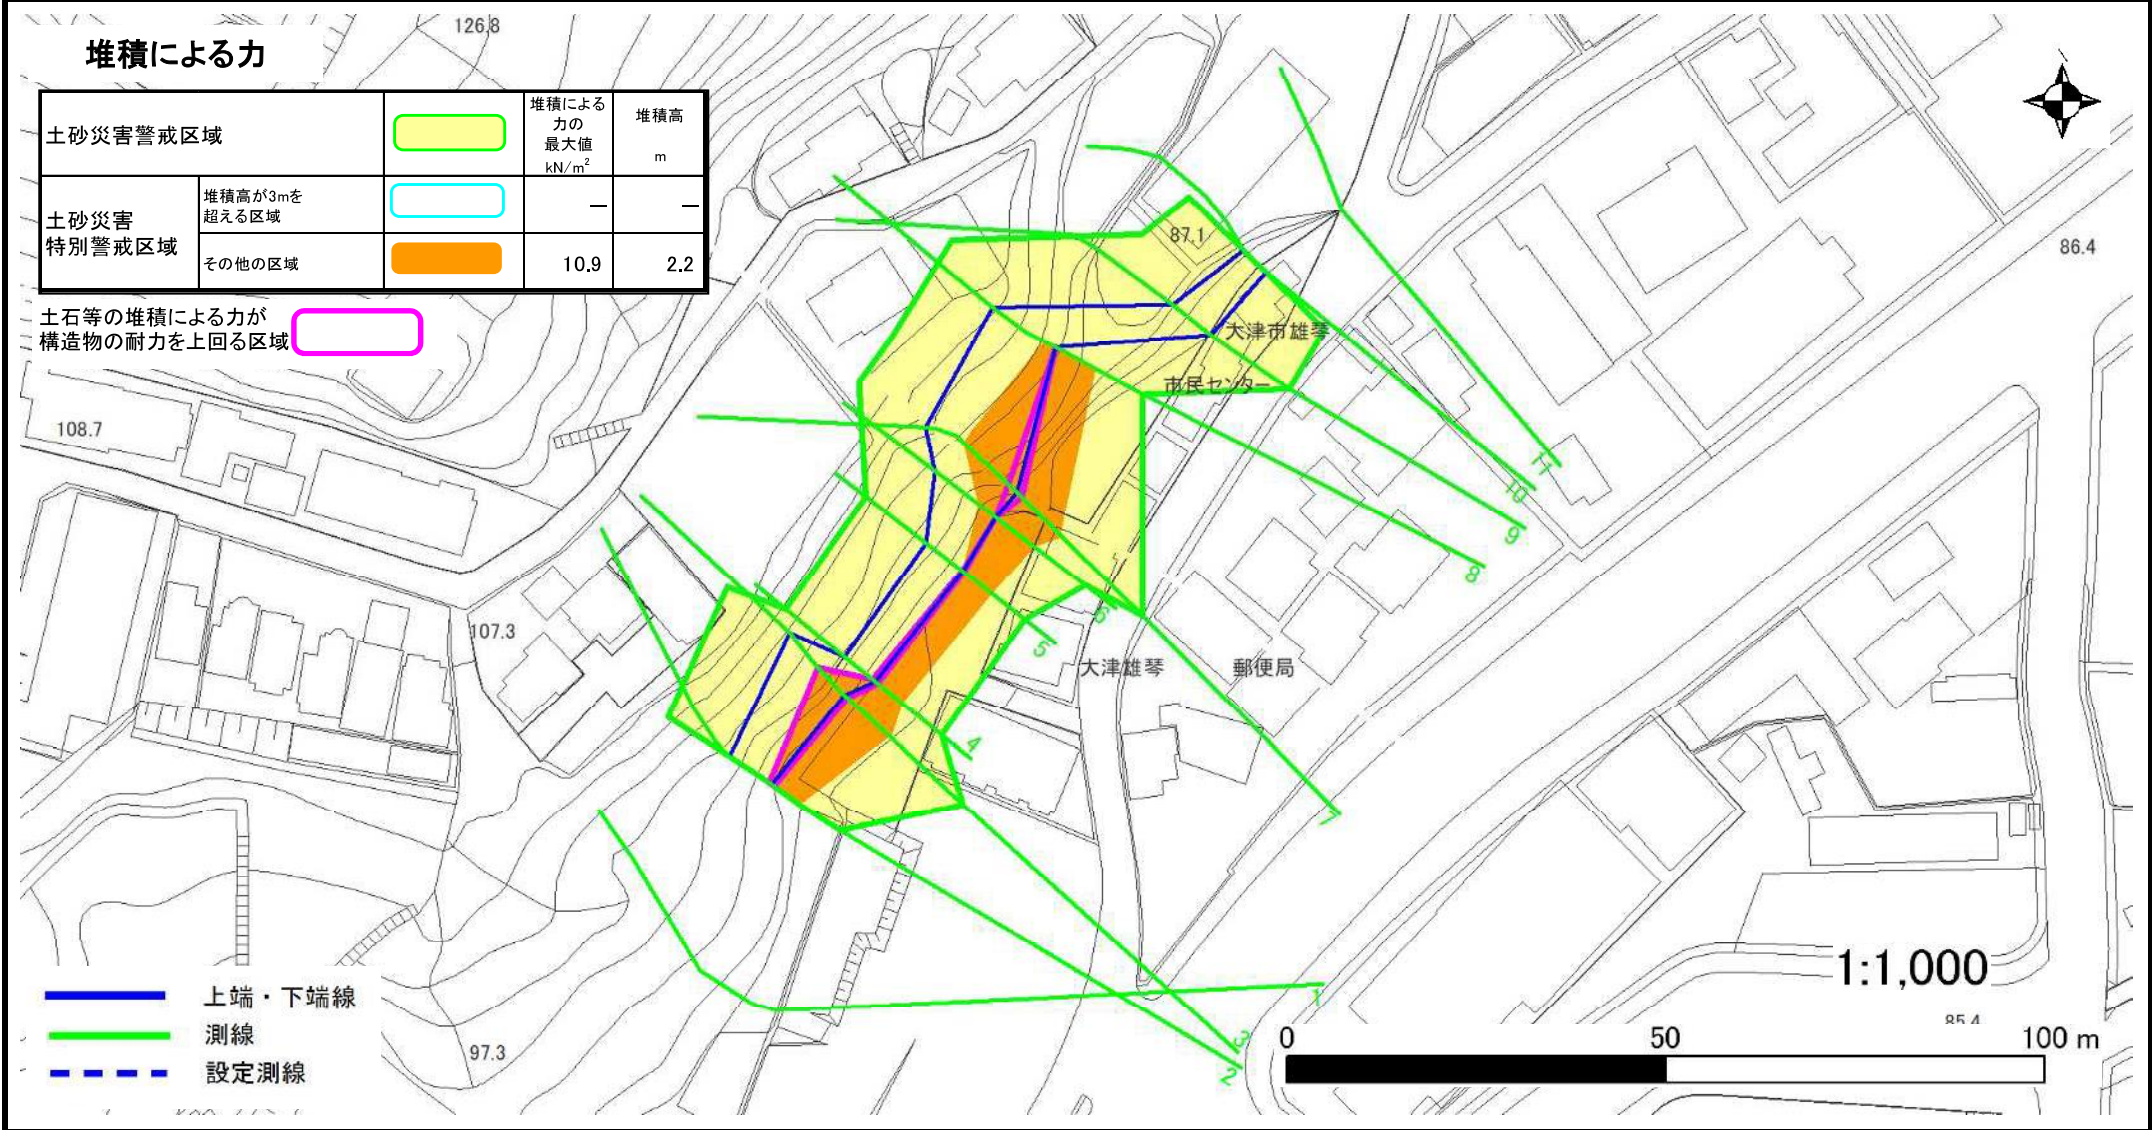 堆積による力
土砂災害警戒区域
堆積による
力の
最大値
kN/m²
堆積高
m
土砂災害
特別警戒区域
堆積高が3mを
超える区域
―
―
その他の区域
10.9
2.2
土石等の堆積による力が
構造物の耐力を上回る区域
126.8
87.1
86.4
大津市雄琴
市民センター
108.7
107.3
大津雄琴
郵便局
97.3
85.4
11
10
9
8
7
6
5
4
3
2
1
上端・下端線
測線
設定測線
1:1,000
0
50
100 m